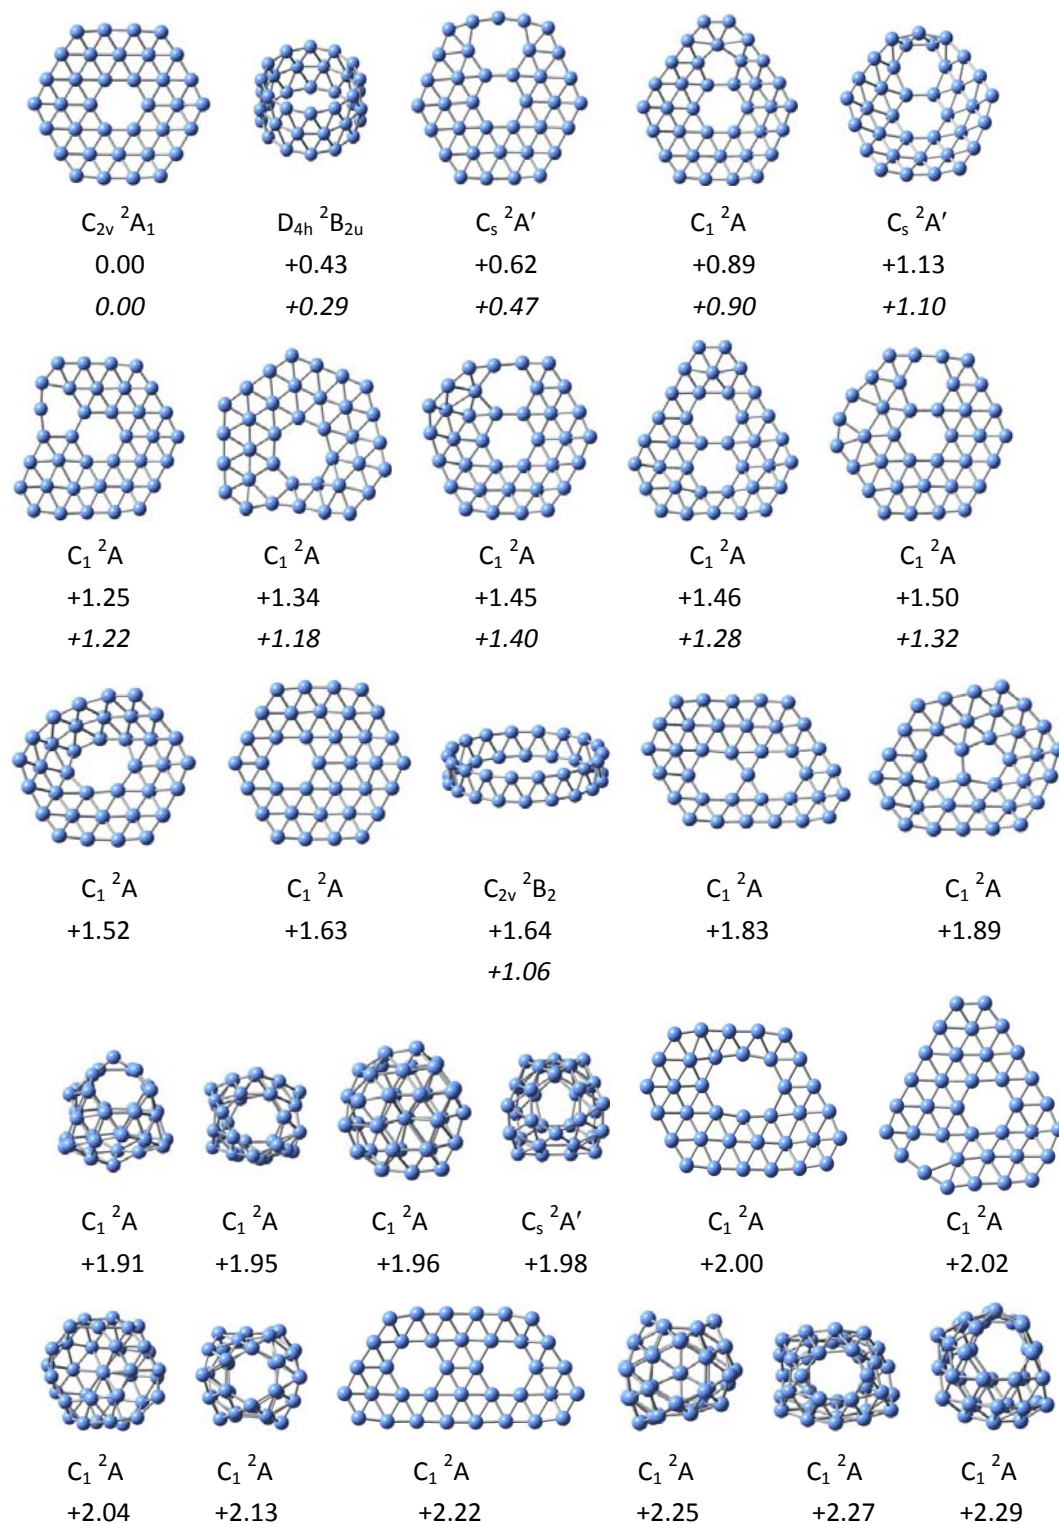 C₂ᵥ ²A₁ D₄ₕ ²B₂ᵤ Cₛ ²A′ C₁ ²A Cₛ ²A′
0.00 +0.43 +0.62 +0.89 +1.13
0.00 +0.29 +0.47 +0.90 +1.10
C₁ ²A C₁ ²A C₁ ²A C₁ ²A C₁ ²A
+1.25 +1.34 +1.45 +1.46 +1.50
+1.22 +1.18 +1.40 +1.28 +1.32
C₁ ²A C₁ ²A C₂ᵥ ²B₂ C₁ ²A C₁ ²A
+1.52 +1.63 +1.64 +1.83 +1.89
+1.06
C₁ ²A C₁ ²A C₁ ²A Cₛ ²A′ C₁ ²A C₁ ²A
+1.91 +1.95 +1.96 +1.98 +2.00 +2.02
C₁ ²A C₁ ²A C₁ ²A C₁ ²A C₁ ²A C₁ ²A
+2.04 +2.13 +2.22 +2.25 +2.27 +2.29